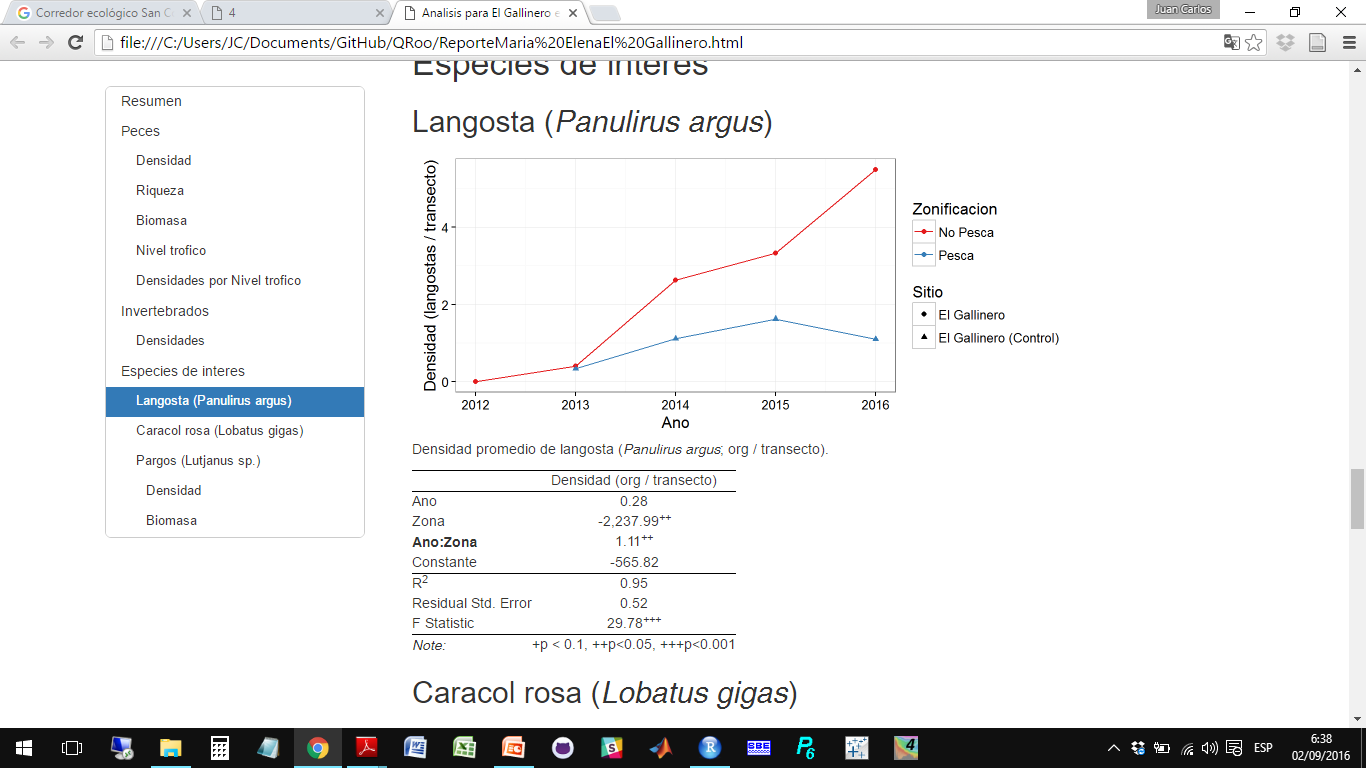 Corredor ecológico San C
4
Analisis para El Gallinero e
Juan Carlos
file:///C:/Users/JC/Documents/GitHub/QRoo/ReporteMaria%20ElenaEl%20Gallinero.html
Resumen
Peces
Densidad
Riqueza
Biomasa
Nivel trofico
Densidades por Nivel trofico
Invertebrados
Densidades
Especies de interes
Langosta (Panulirus argus)
Caracol rosa (Lobatus gigas)
Pargos (Lutjanus sp.)
Densidad
Biomasa
Especies de interes
Langosta (Panulirus argus)
Densidad (langostas / transecto)
4
2
0
2012 2013 2014 2015 2016
Ano
Zonificacion
No Pesca
Pesca
Sitio
El Gallinero
El Gallinero (Control)
Densidad promedio de langosta (Panulirus argus; org / transecto).
Densidad (org / transecto)
Ano 0.28
Zona -2,237.99++
Ano:Zona 1.11++
Constante -565.82
R2 0.95
Residual Std. Error 0.52
F Statistic 29.78+++
Note: +p < 0.1, ++p<0.05, +++p<0.001
Caracol rosa (Lobatus gigas)
SBE
P6
4
ESP
6:38
02/09/2016